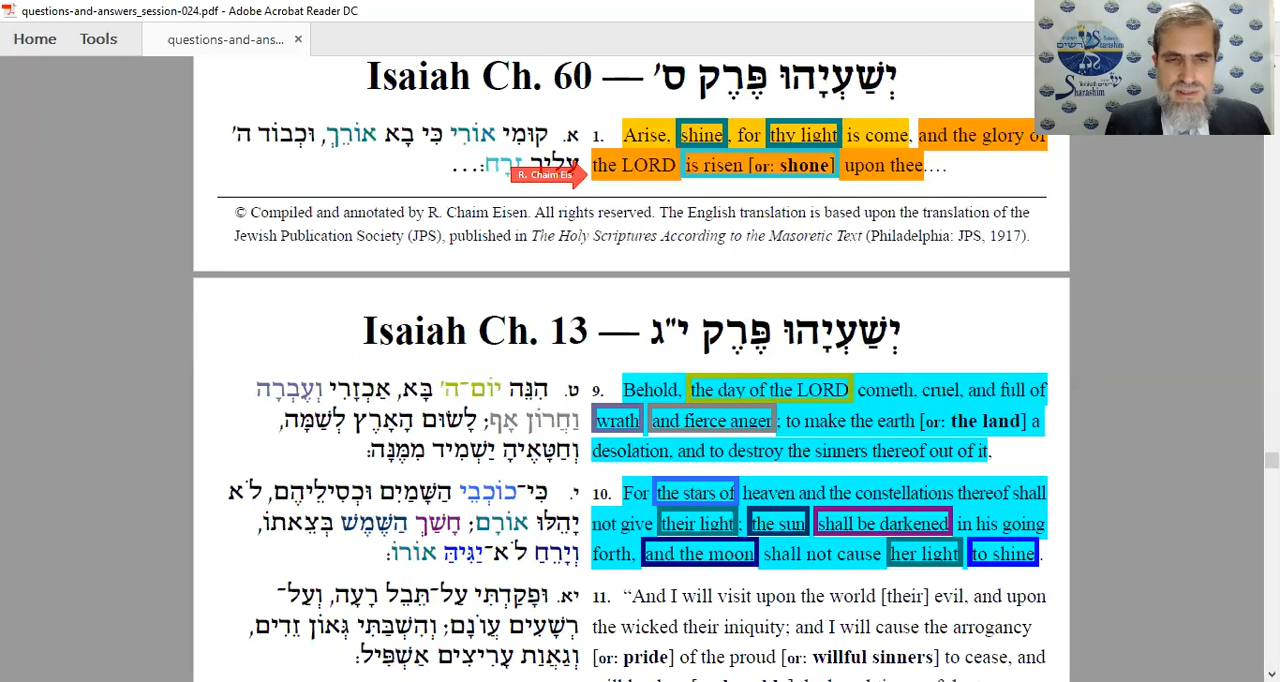 questions-and-answers_session-024.pdf - Adobe Acrobat Reader DC
Home Tools questions-and-ans... ×
Isaiah Ch. 60 — יְשַׁעְיָהוּ פֶּרֶק ס'
א. קוּמִי אוֹרִי כִּי בָא אוֹרֵךְ, וּכְבוֹד ה'
עָלַיִךְ זָרָח:...
1. Arise, shine, for thy light is come, and the glory of
the LORD is risen [or: shone] upon thee....
R. Chaim Eis
© Compiled and annotated by R. Chaim Eisen. All rights reserved. The English translation is based upon the translation of the
Jewish Publication Society (JPS), published in The Holy Scriptures According to the Masoretic Text (Philadelphia: JPS, 1917).
Isaiah Ch. 13 — יְשַׁעְיָהוּ פֶּרֶק י"ג
ט. הִנֵּה יוֹם־ה' בָּא, אַכְזָרִי וְעֶבְרָה
וַחֲרוֹן אָף; לָשׂוּם הָאָרֶץ לְשַׁמָּה,
וְחַטָּאֶיהָ יַשְׁמִיד מִמֶּנָּה:
9. Behold, the day of the LORD cometh, cruel, and full of
wrath and fierce anger; to make the earth [or: the land] a
desolation, and to destroy the sinners thereof out of it,
י. כִּי־כוֹכְבֵי הַשָּׁמַיִם וּכְסִילֵיהֶם, לֹא
יָהֵלּוּ אוֹרָם; חָשַׁךְ הַשֶּׁמֶשׁ בְּצֵאתוֹ,
וְיָרֵחַ לֹא־יַגִּיהַּ אוֹרוֹ:
10. For the stars of heaven and the constellations thereof shall
not give their light; the sun shall be darkened in his going
forth, and the moon shall not cause her light to shine.
יא. וּפָקַדְתִּי עַל־תֵּבֵל רָעָה, וְעַל־
רְשָׁעִים עֲוֹנָם; וְהִשְׁבַּתִּי גְּאוֹן זֵדִים,
וְגַאֲוַת עָרִיצִים אַשְׁפִּיל:
11. “And I will visit upon the world [their] evil, and upon
the wicked their iniquity; and I will cause the arrogancy
[or: pride] of the proud [or: willful sinners] to cease, and